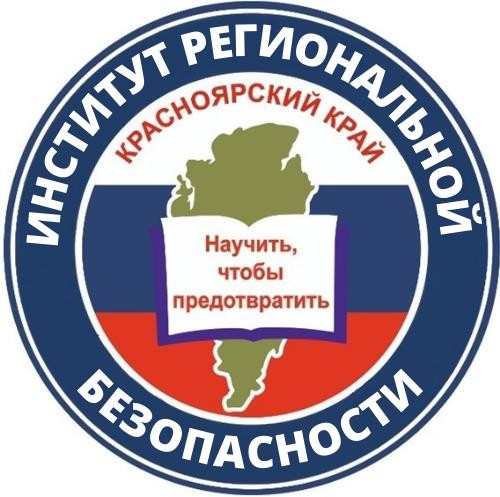 ИНСТИТУТ РЕГИОНАЛЬНОЙ
БЕЗОПАСНОСТИ
КРАСНОЯРСКИЙ КРАЙ
Научить,
чтобы
предотвратить